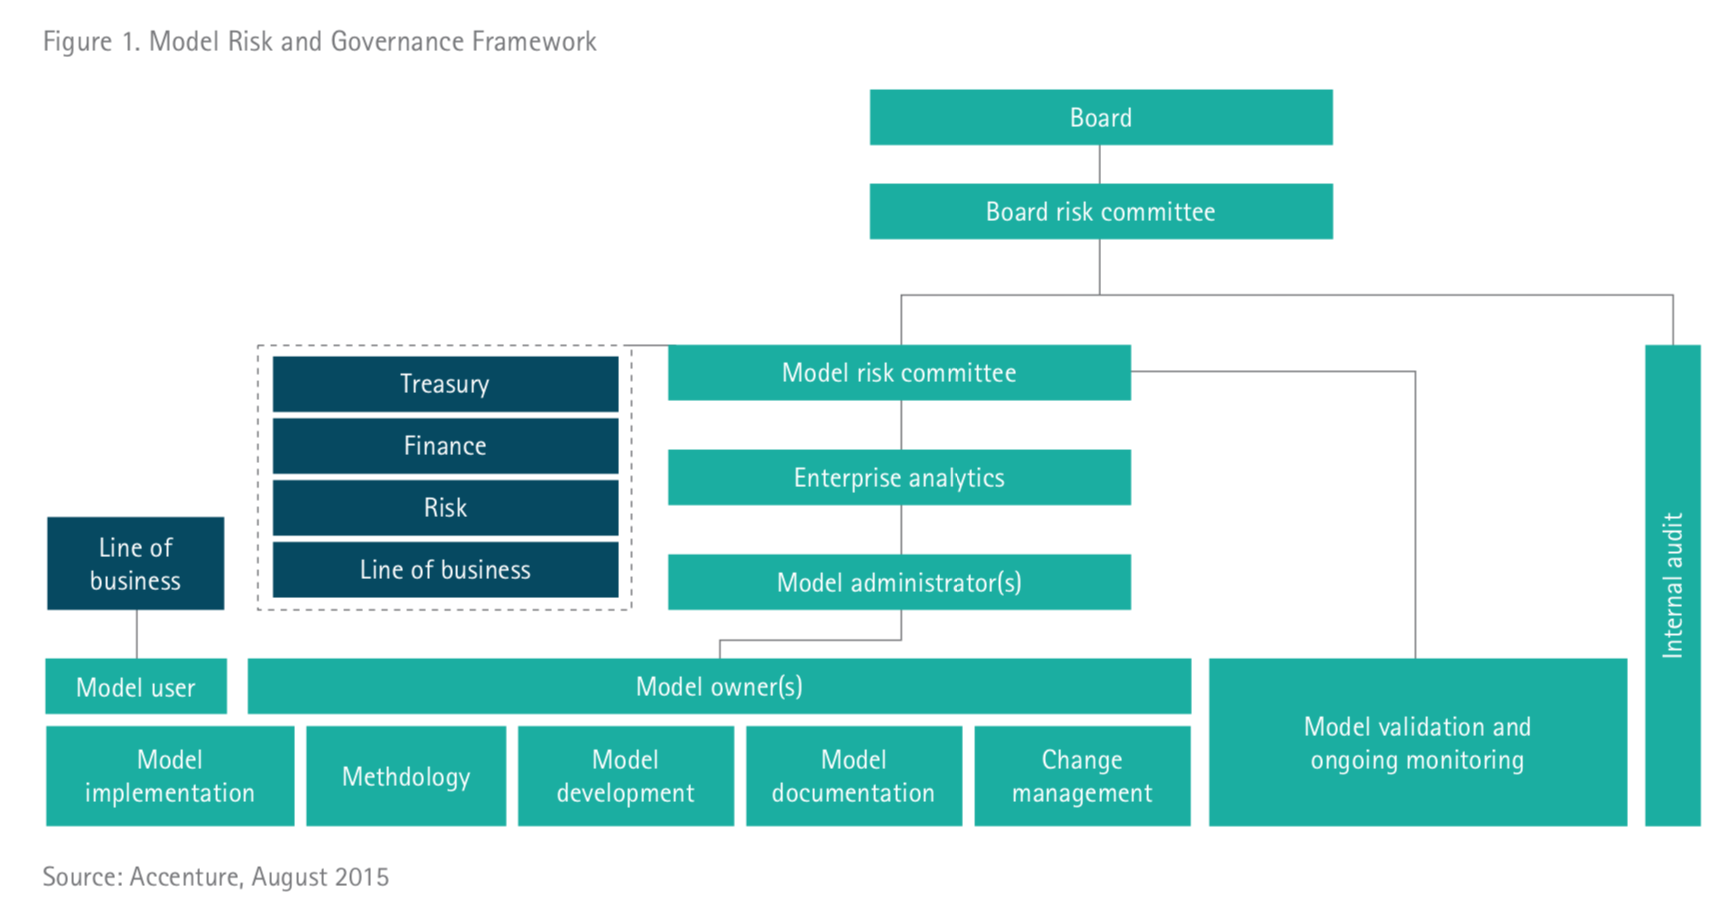 Figure 1. Model Risk and Governance Framework
Board
Board risk committee
Model risk committee
Treasury
Finance
Risk
Line of business
Enterprise analytics
Model administrator(s)
Line of
business
Model user
Model owner(s)
Model
implementation
Methdology
Model
development
Model
documentation
Change
management
Model validation and
ongoing monitoring
Internal audit
Source: Accenture, August 2015